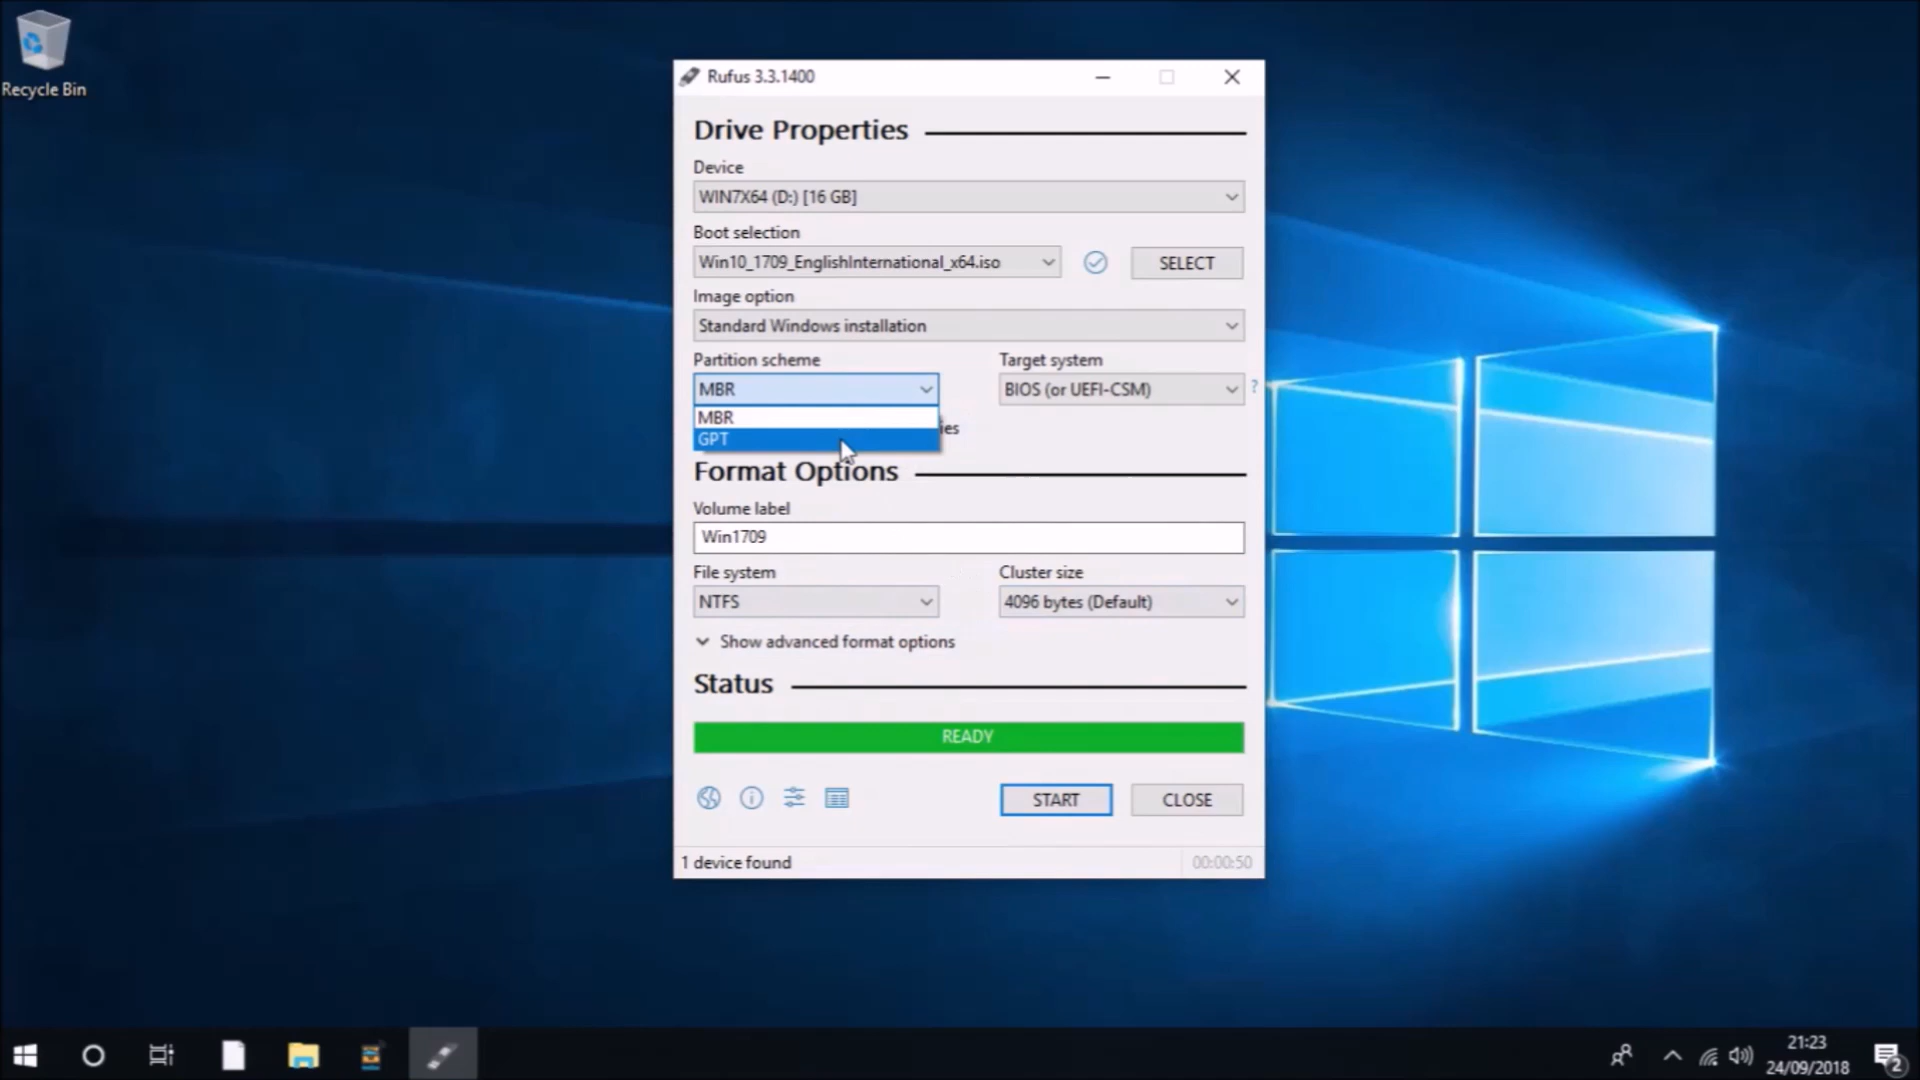 Recycle Bin
Rufus 3.3.1400
Drive Properties
Device
WIN7X64 (D:) [16 GB]
Boot selection
Win10_1709_EnglishInternational_x64.iso
SELECT
Image option
Standard Windows installation
Partition scheme
Target system
MBR
BIOS (or UEFI-CSM)
?
MBR
GPT
ies
Format Options
Volume label
Win1709
File system
Cluster size
NTFS
4096 bytes (Default)
Show advanced format options
Status
READY
START
CLOSE
1 device found
00:00:50
21:23
24/09/2018
2